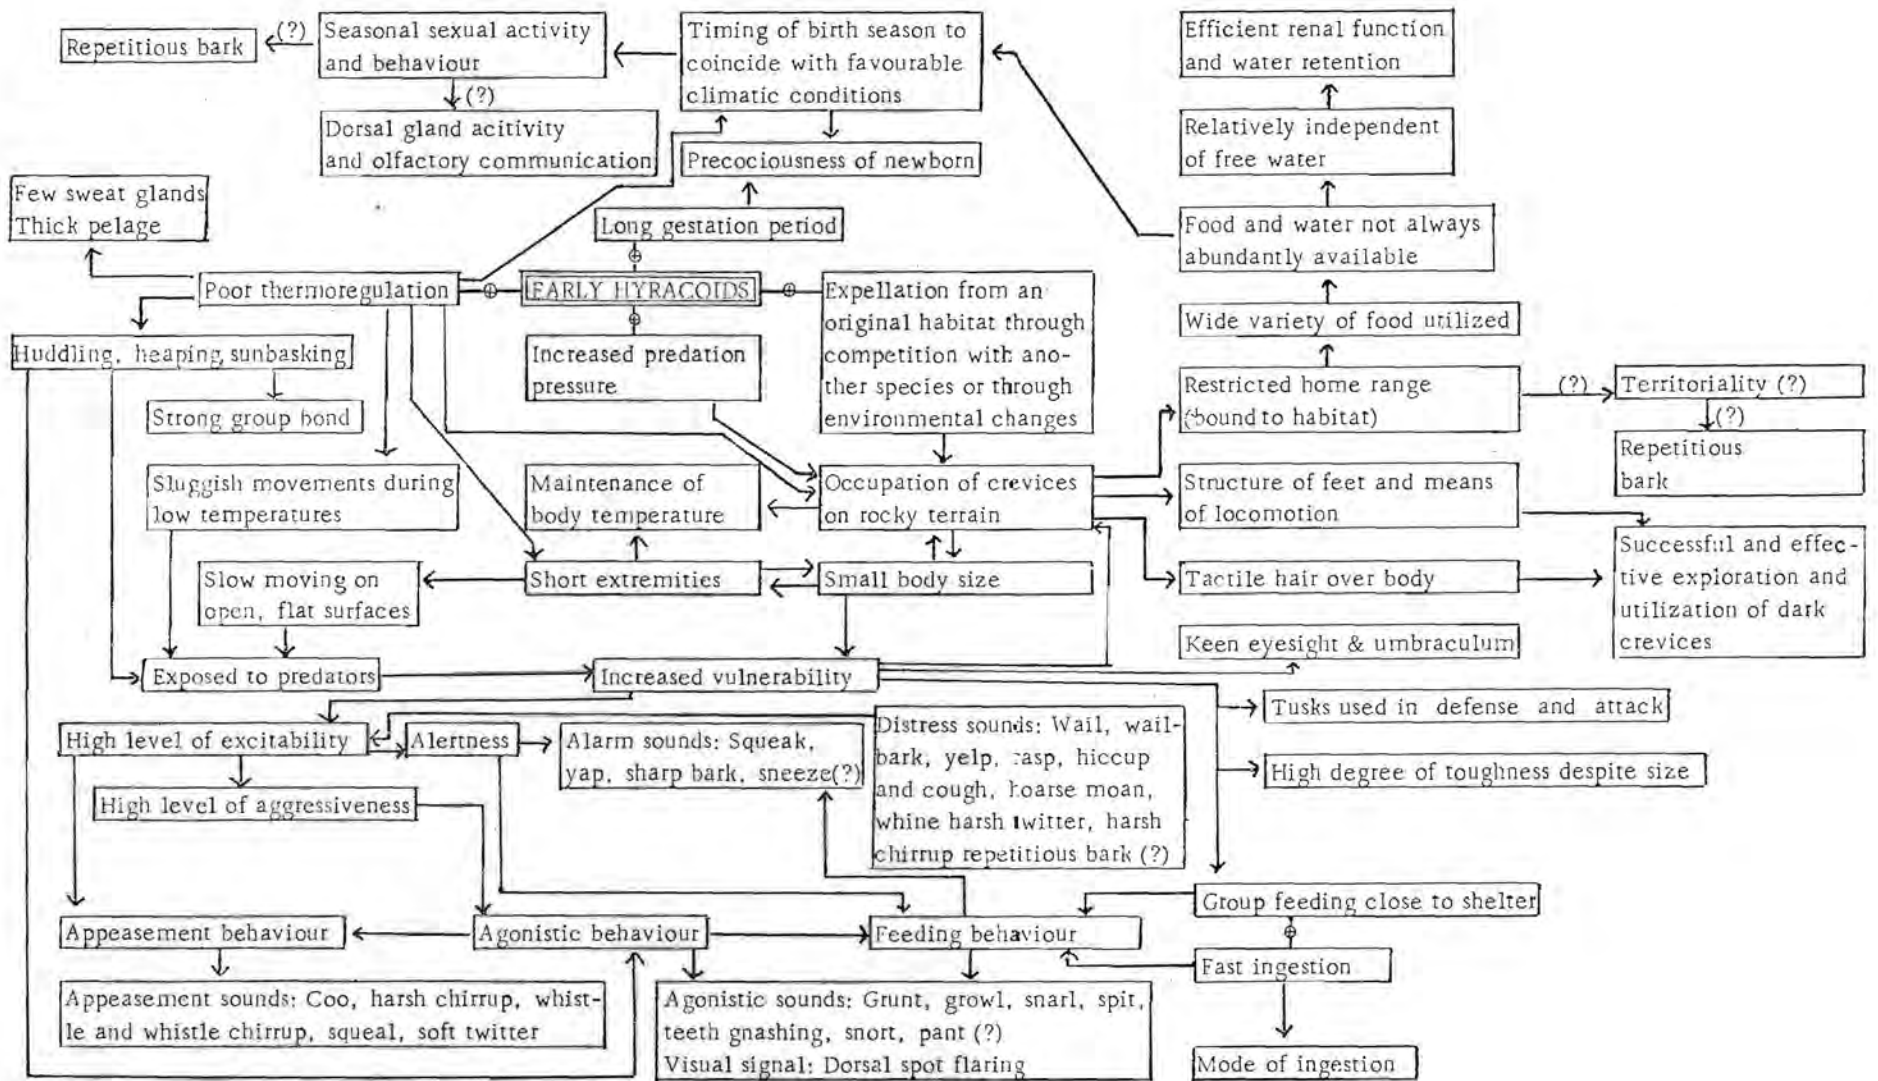 Repetitious bark
(?)
Seasonal sexual activity
and behaviour
(?)
Dorsal gland acitivity
and olfactory communication
Timing of birth season to
coincide with favourable
climatic conditions
Precociousness of newborn
Efficient renal function
and water retention
Relatively independent
of free water
Few sweat glands
Thick pelage
Long gestation period
Food and water not always
abundantly available
Poor thermoregulation
EARLY HYRACOIDS
Expellation from an
original habitat through
competition with ano-
ther species or through
environmental changes
Wide variety of food utilized
Huddling, heaping, sunbasking
Increased predation
pressure
Restricted home range
(bound to habitat)
(?)
Territoriality (?)
(?)
Repetitious
bark
Strong group bond
Sluggish movements during
low temperatures
Maintenance of
body temperature
Occupation of crevices
on rocky terrain
Structure of feet and means
of locomotion
Successful and effec-
tive exploration and
utilization of dark
crevices
Slow moving on
open, flat surfaces
Short extremities
Small body size
Tactile hair over body
Keen eyesight & umbraculum
Exposed to predators
Increased vulnerability
Tusks used in defense and attack
High level of excitability
Alertness
Alarm sounds: Squeak,
yap, sharp bark, sneeze(?)
Distress sounds: Wail, wail-
bark, yelp, rasp, hiccup
and cough, hoarse moan,
whine harsh twitter, harsh
chirrup repetitious bark (?)
High degree of toughness despite size
High level of aggressiveness
Group feeding close to shelter
Appeasement behaviour
Agonistic behaviour
Feeding behaviour
Fast ingestion
Appeasement sounds: Coo, harsh chirrup, whist-
le and whistle chirrup, squeal, soft twitter
Agonistic sounds: Grunt, growl, snarl, spit,
teeth gnashing, snort, pant (?)
Visual signal: Dorsal spot flaring
Mode of ingestion